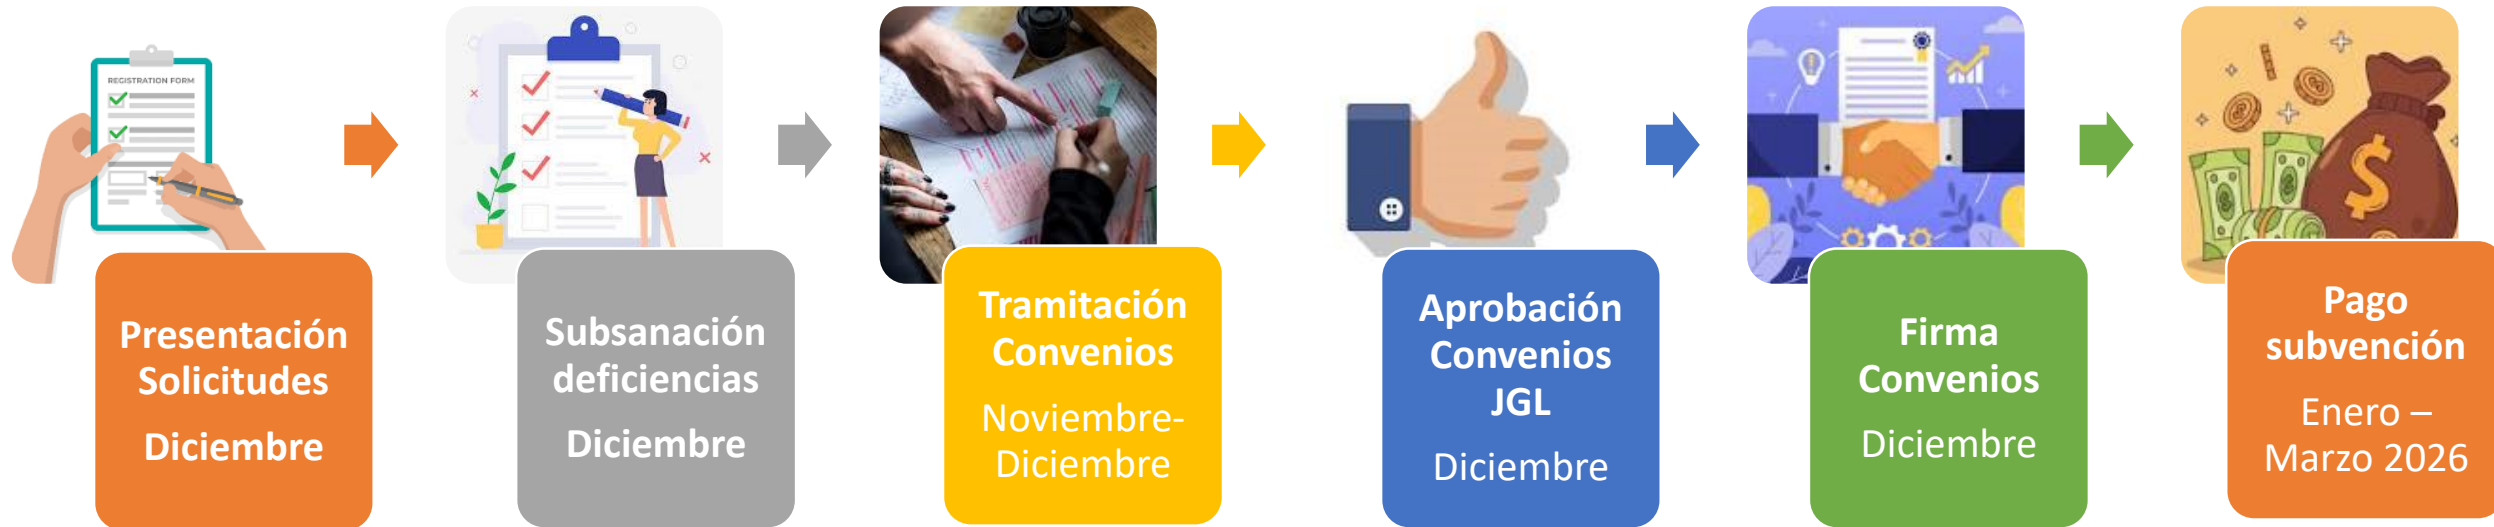 REGISTRATION FORM
Presentación
Solicitudes
Diciembre
Subsanación
deficiencias
Diciembre
Tramitación
Convenios
Noviembre-
Diciembre
Aprobación
Convenios
JGL
Diciembre
Firma
Convenios
Diciembre
Pago
subvención
Enero –
Marzo 2026